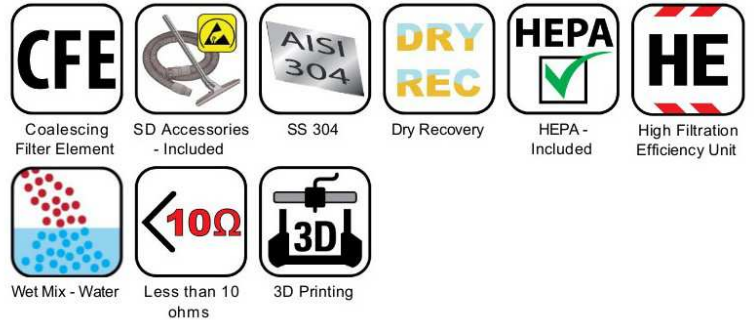 CFE
AISI
304
DRY
REC
HEPA
HE
Coalescing
Filter Element
SD Accessories
- Included
SS 304
Dry Recovery
HEPA -
Included
High Filtration
Efficiency Unit
<10Ω
3D
Wet Mix - Water
Less than 10
ohms
3D Printing